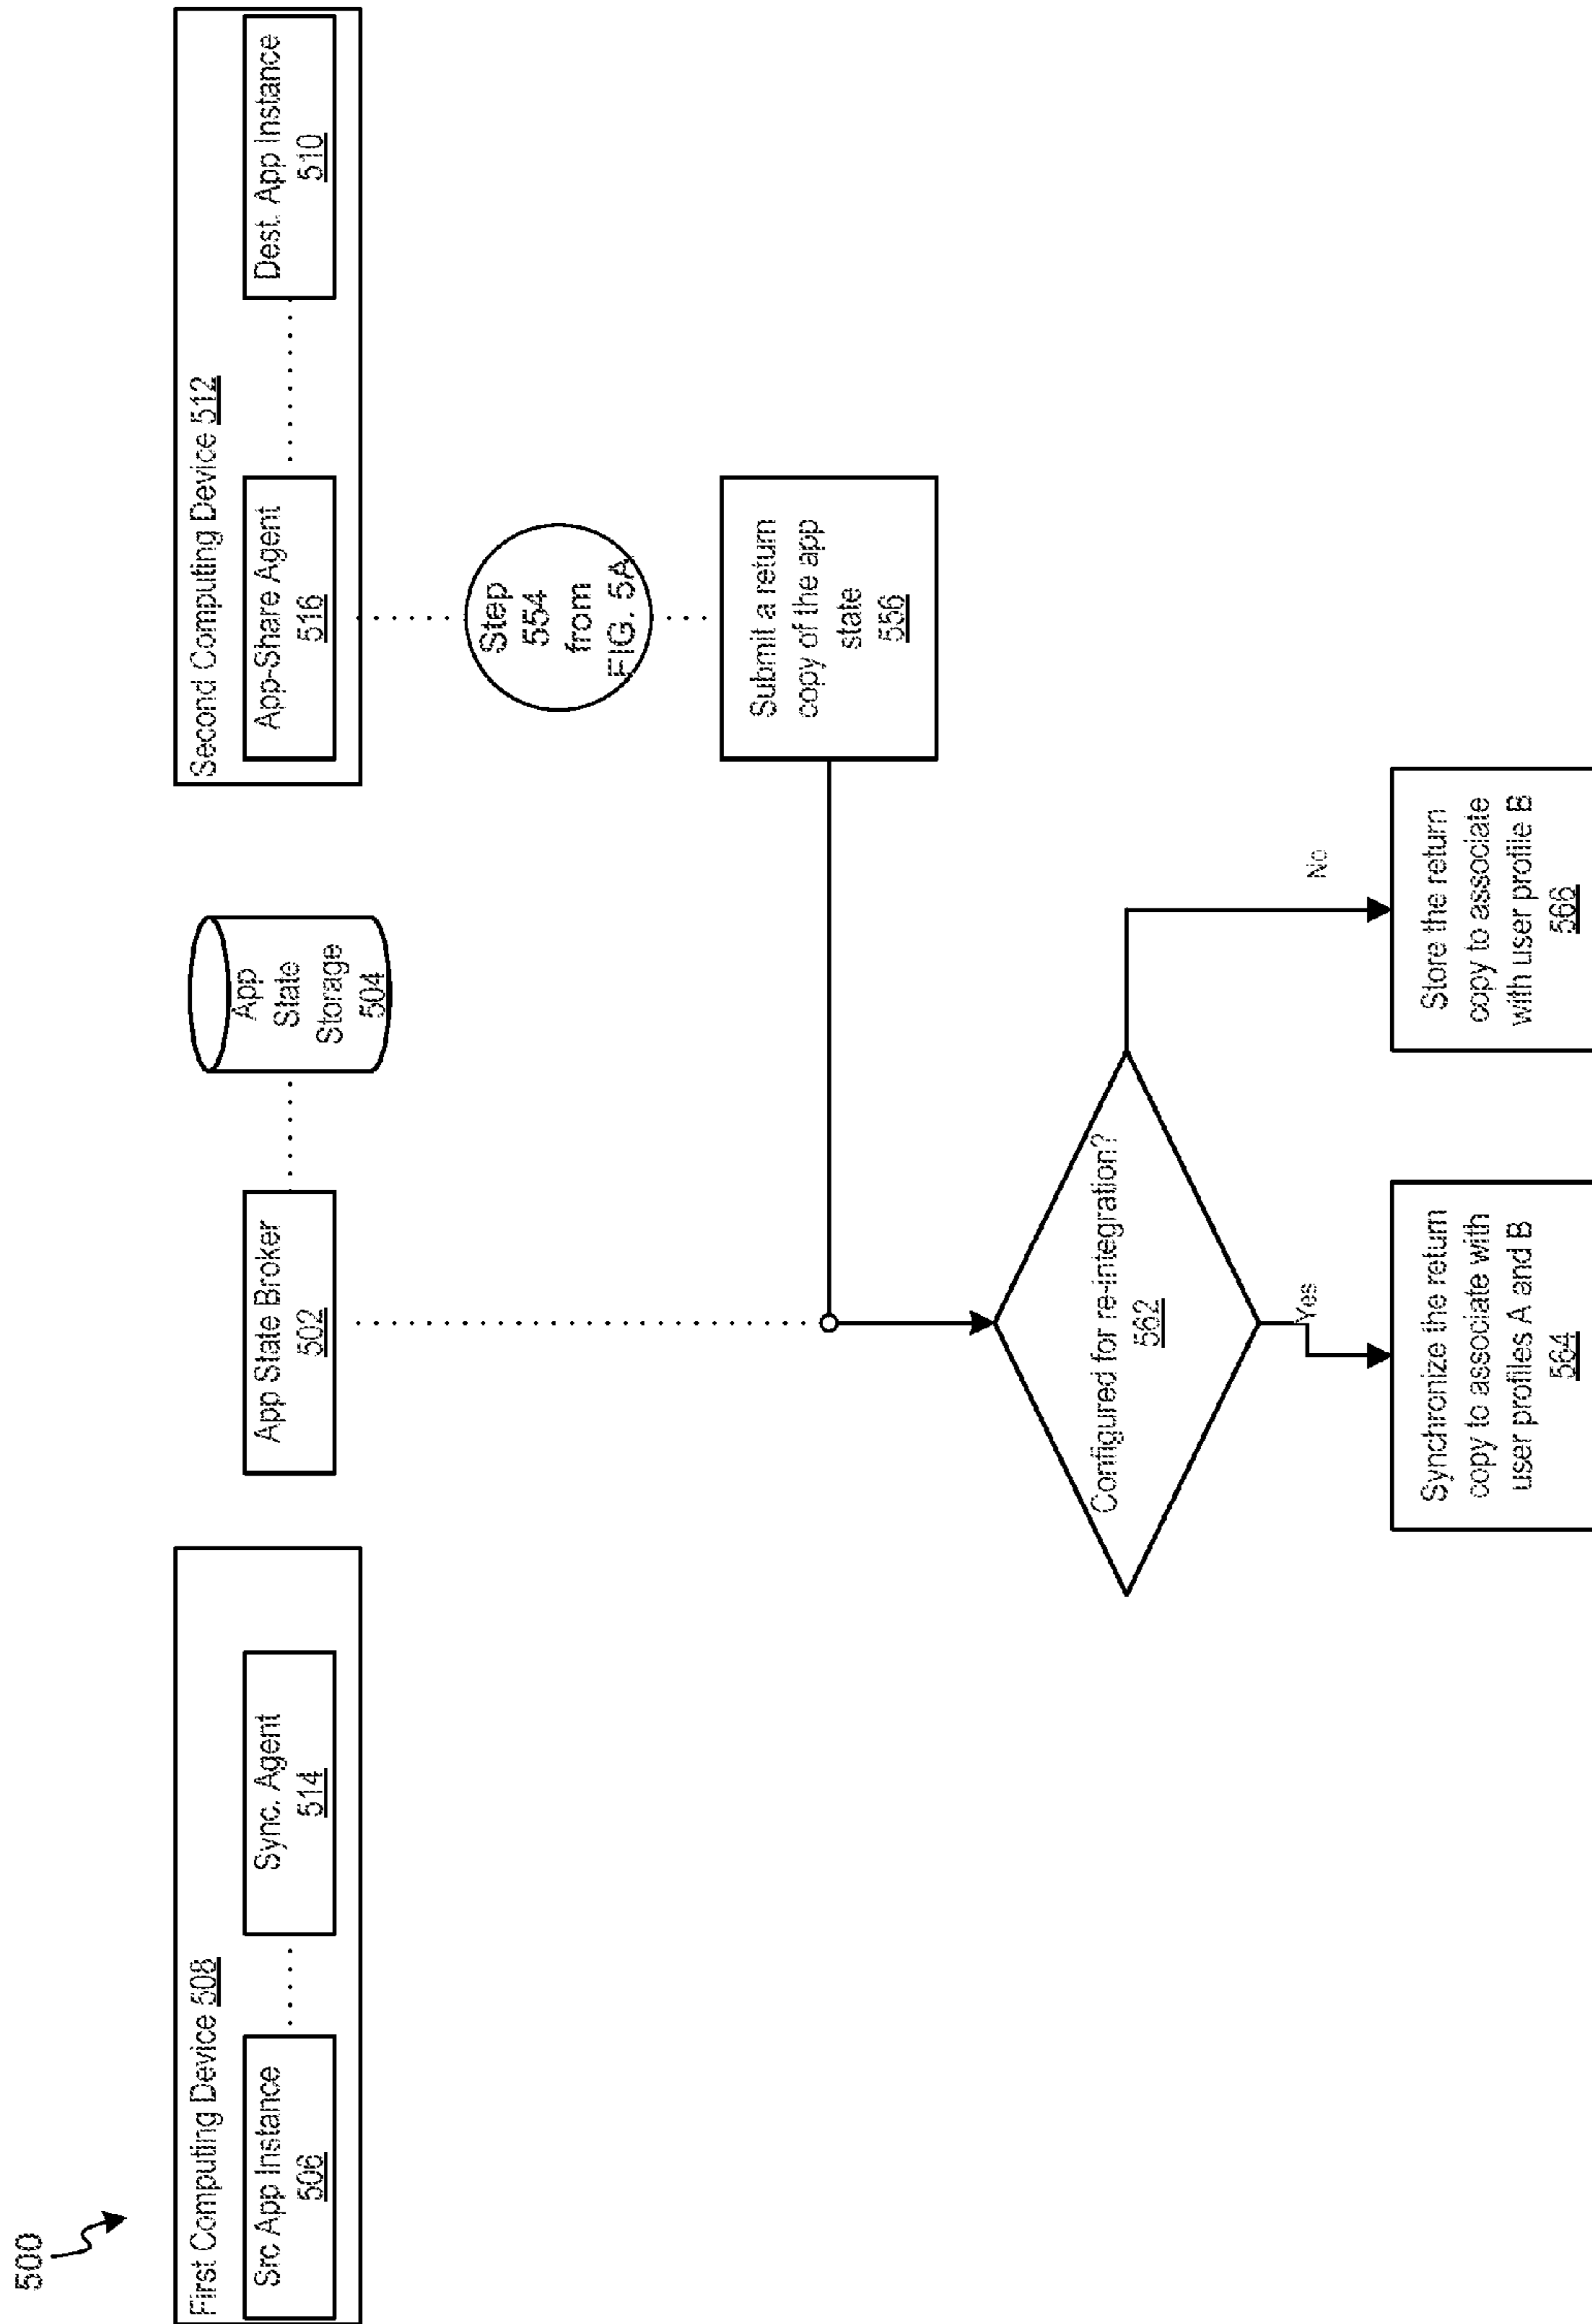 500
First Computing Device 508
Src App Instance
506
Sync. Agent
514
App State Broker
502
App
State
Storage
504
Second Computing Device 512
App-Share Agent
516
Dest. App Instance
510
Step
554
from
FIG. 5A
Submit a return
copy of the app
state
556
Configured for re-integration?
562
Yes
No
Synchronize the return
copy to associate with
user profiles A and B
564
Store the return
copy to associate
with user profile B
566